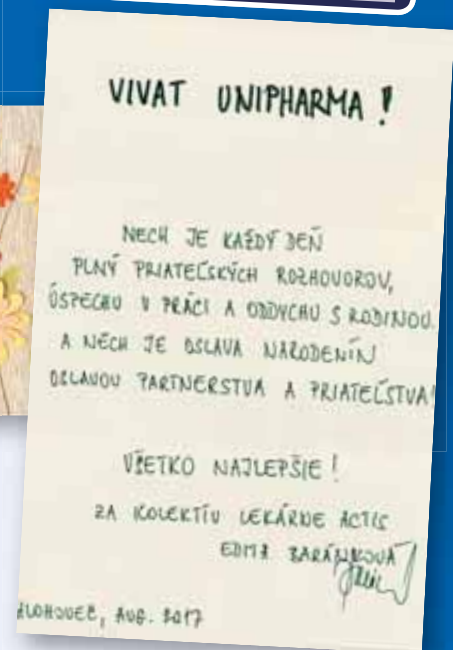 VIVAT UNIPHARMA!
NECH JE KAŽDÝ DEŇ
PLNÝ PRIATEĽSKÝCH ROZHOVOROV,
ÚSPECHU V PRÁCI A ODDYCHU S RODINOU.
A NECH JE OSLAVA NARODENÍN
OSLAVOU PARTNERSTVA A PRIATEĽSTVA!
VŠETKO NAJLEPŠIE!
ZA KOLEKTÍV LEKÁRNE ACTIS
BARÁNKOVÁ
HLOHOVEC, AUG. 2017